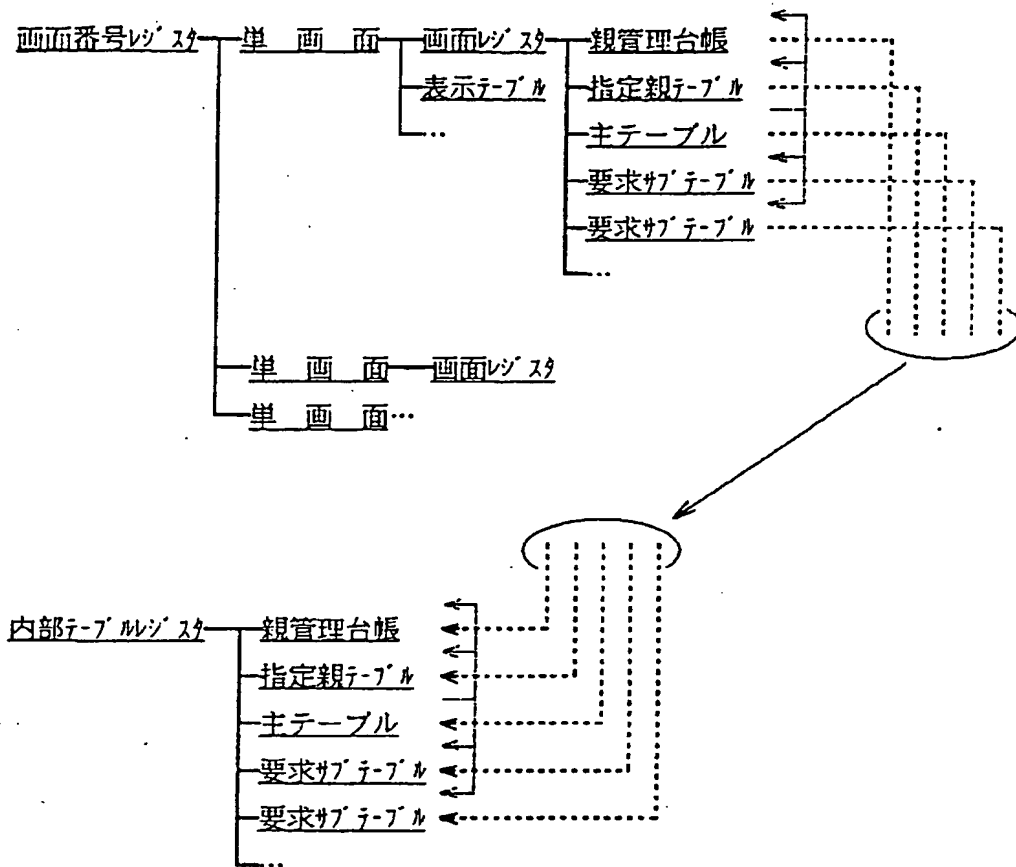 画面番号レジスタ 単画面 画面レジスタ 親管理台帳
表示テーブル 指定親テーブル
… 主テーブル
要求サブテーブル
要求サブテーブル
…
単画面 画面レジスタ
単画面…
内部テーブルレジスタ 親管理台帳
指定親テーブル
主テーブル
要求サブテーブル
要求サブテーブル
…